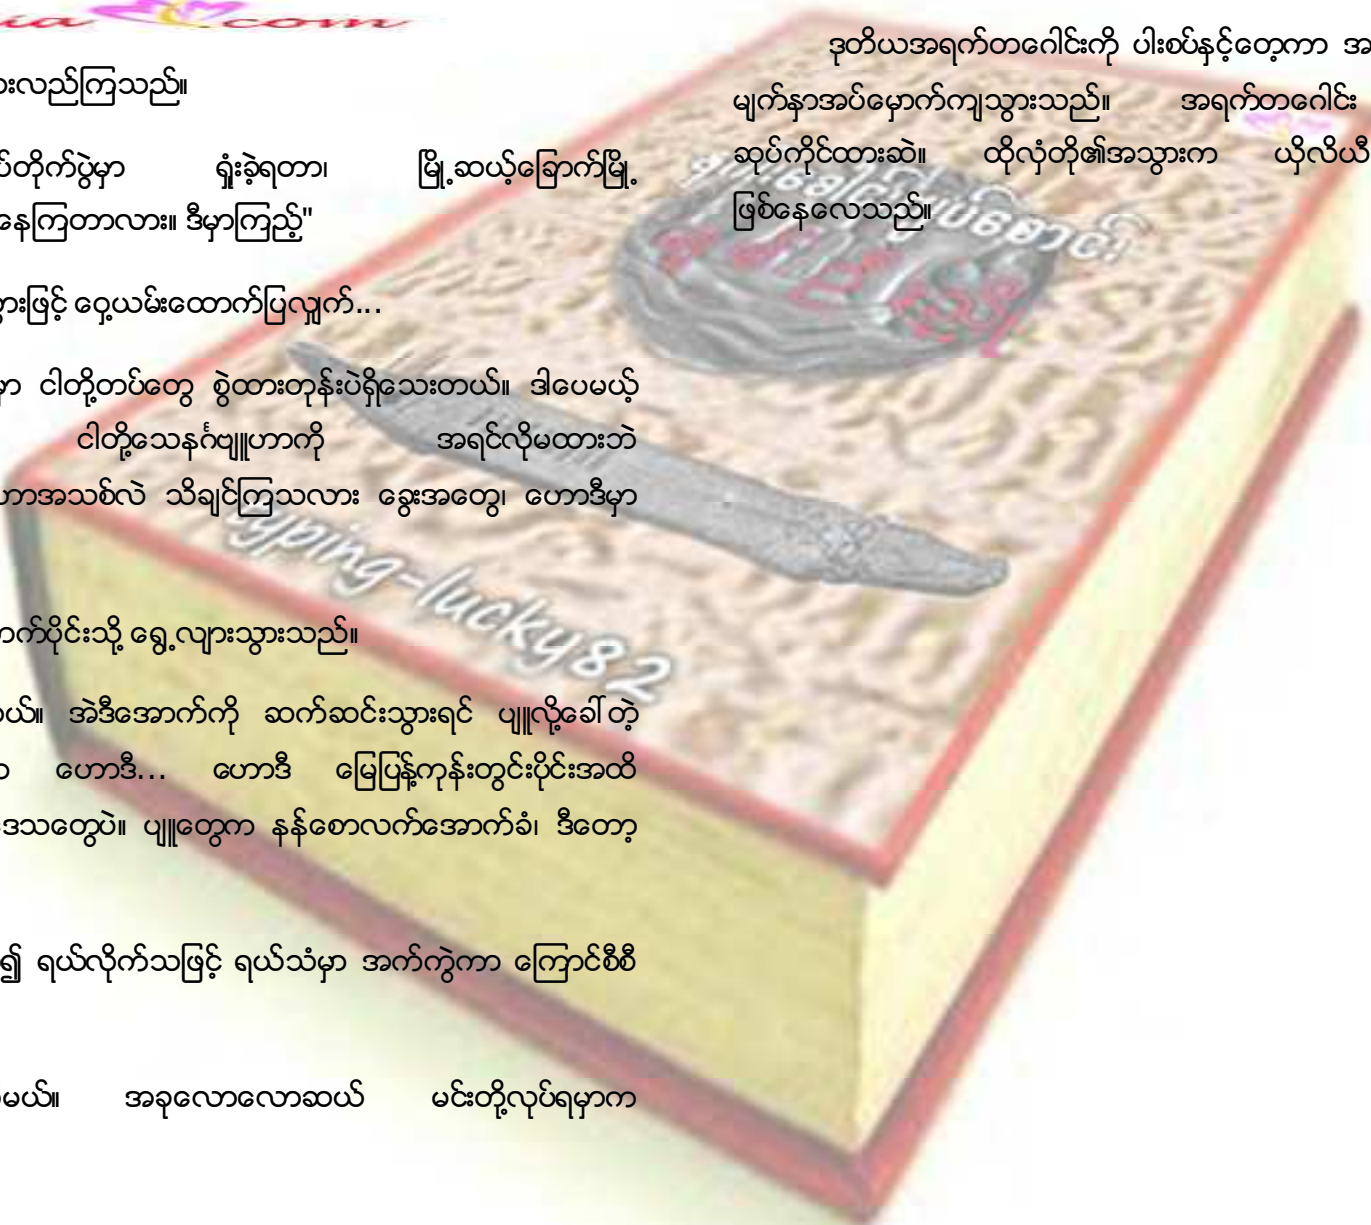 com
းလည်ကြသည်။
ပ်တိုက်ပွဲမှာ ရှုံးခဲ့ရတာ၊ မြို့ဆယ့်ခြောက်မြို့
နေကြတာလား။ ဒီမှာကြည့်"
ွားဖြင့် ဝှေ့ယမ်းထောက်ပြလျှက်...
မှာ ငါတို့တပ်တွေ စွဲထားတုန်းပဲရှိသေးတယ်။ ဒါပေမယ့်
ငါတို့သေနင်္ဂဗျူဟာကို အရင်လိုမထားဘဲ
ဟာအသစ်လဲ သိချင်ကြသလား ခွေးအတွေ၊ ဟောဒီမှာ
ာက်ပိုင်းသို့ ရွေ့လျားသွားသည်။
ယ်။ အဲဒီအောက်ကို ဆက်ဆင်းသွားရင် ပျူလို့ခေါ်တဲ့
ဟောဒီ... ဟောဒီ မြေပြန့်ကုန်းတွင်းပိုင်းအထိ
ဒေသတွေပဲ။ ပျူတွေက နန်စောလက်အောက်ခံ၊ ဒီတော့
၍ ရယ်လိုက်သဖြင့် ရယ်သံမှာ အက်ကွဲကာ ကြောင်စီစီ
မယ်။ အခုလောလောဆယ် မင်းတို့လုပ်ရမှာက
ဒုတိယအရက်တဂေါင်းကို ပါးစပ်နှင့်တေ့ကာ အ
မျက်နှာအပ်မှောက်ကျသွားသည်။ အရက်တဂေါင်း
ဆုပ်ကိုင်ထားဆဲ။ ထိုလှံတို၏အသွားက ယိုလိယီ
ဖြစ်နေလေသည်။
typing-lucky82